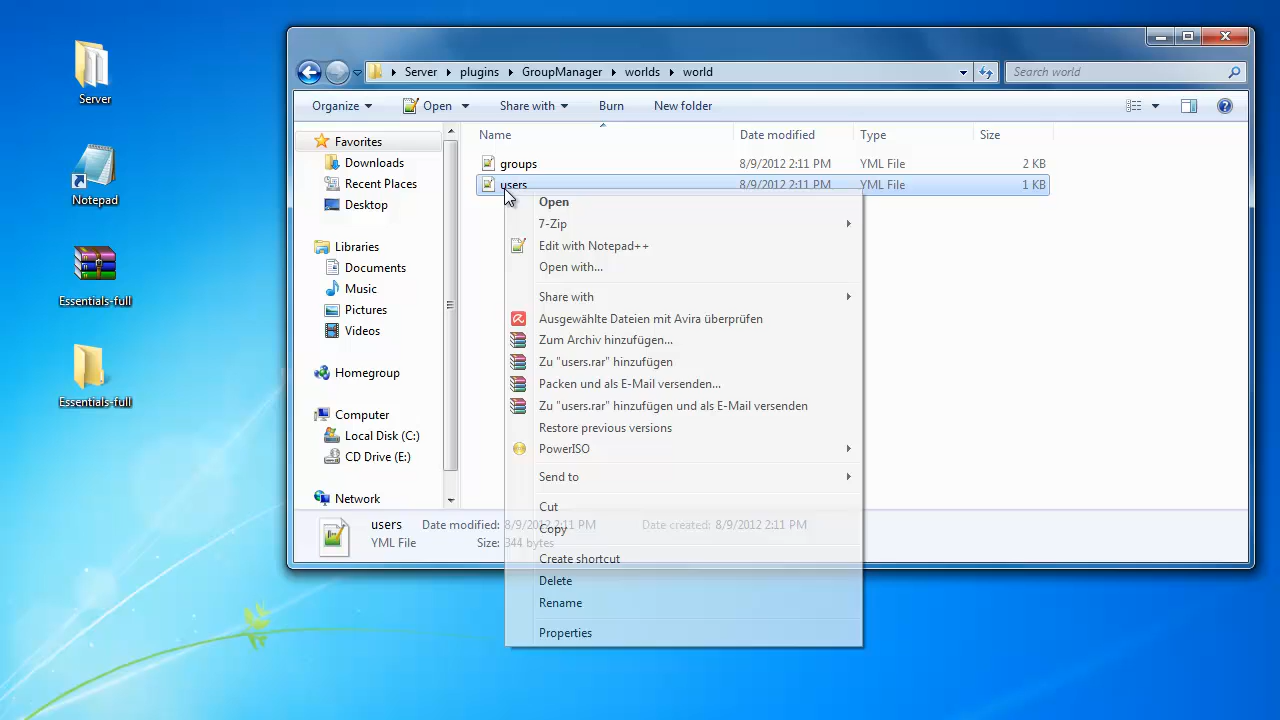 Server
Notepad
Essentials-full
Essentials-full
Server plugins GroupManager worlds world
Search world
Organize Open Share with Burn New folder
Favorites
Downloads
Recent Places
Desktop
Libraries
Documents
Music
Pictures
Videos
Homegroup
Computer
Local Disk (C:)
CD Drive (E:)
Network
Name Date modified Type Size
groups 8/9/2012 2:11 PM YML File 2 KB
users 8/9/2012 2:11 PM YML File 1 KB
Open
7-Zip
Edit with Notepad++
Open with...
Share with
Ausgewählte Dateien mit Avira überprüfen
Zum Archiv hinzufügen...
Zu "users.rar" hinzufügen
Packen und als E-Mail versenden...
Zu "users.rar" hinzufügen und als E-Mail versenden
Restore previous versions
PowerISO
Send to
Cut
Copy
Create shortcut
Delete
Rename
Properties
users Date modified: 8/9/2012 2:11 PM Date created: 8/9/2012 2:11 PM
YML File Size: 344 bytes